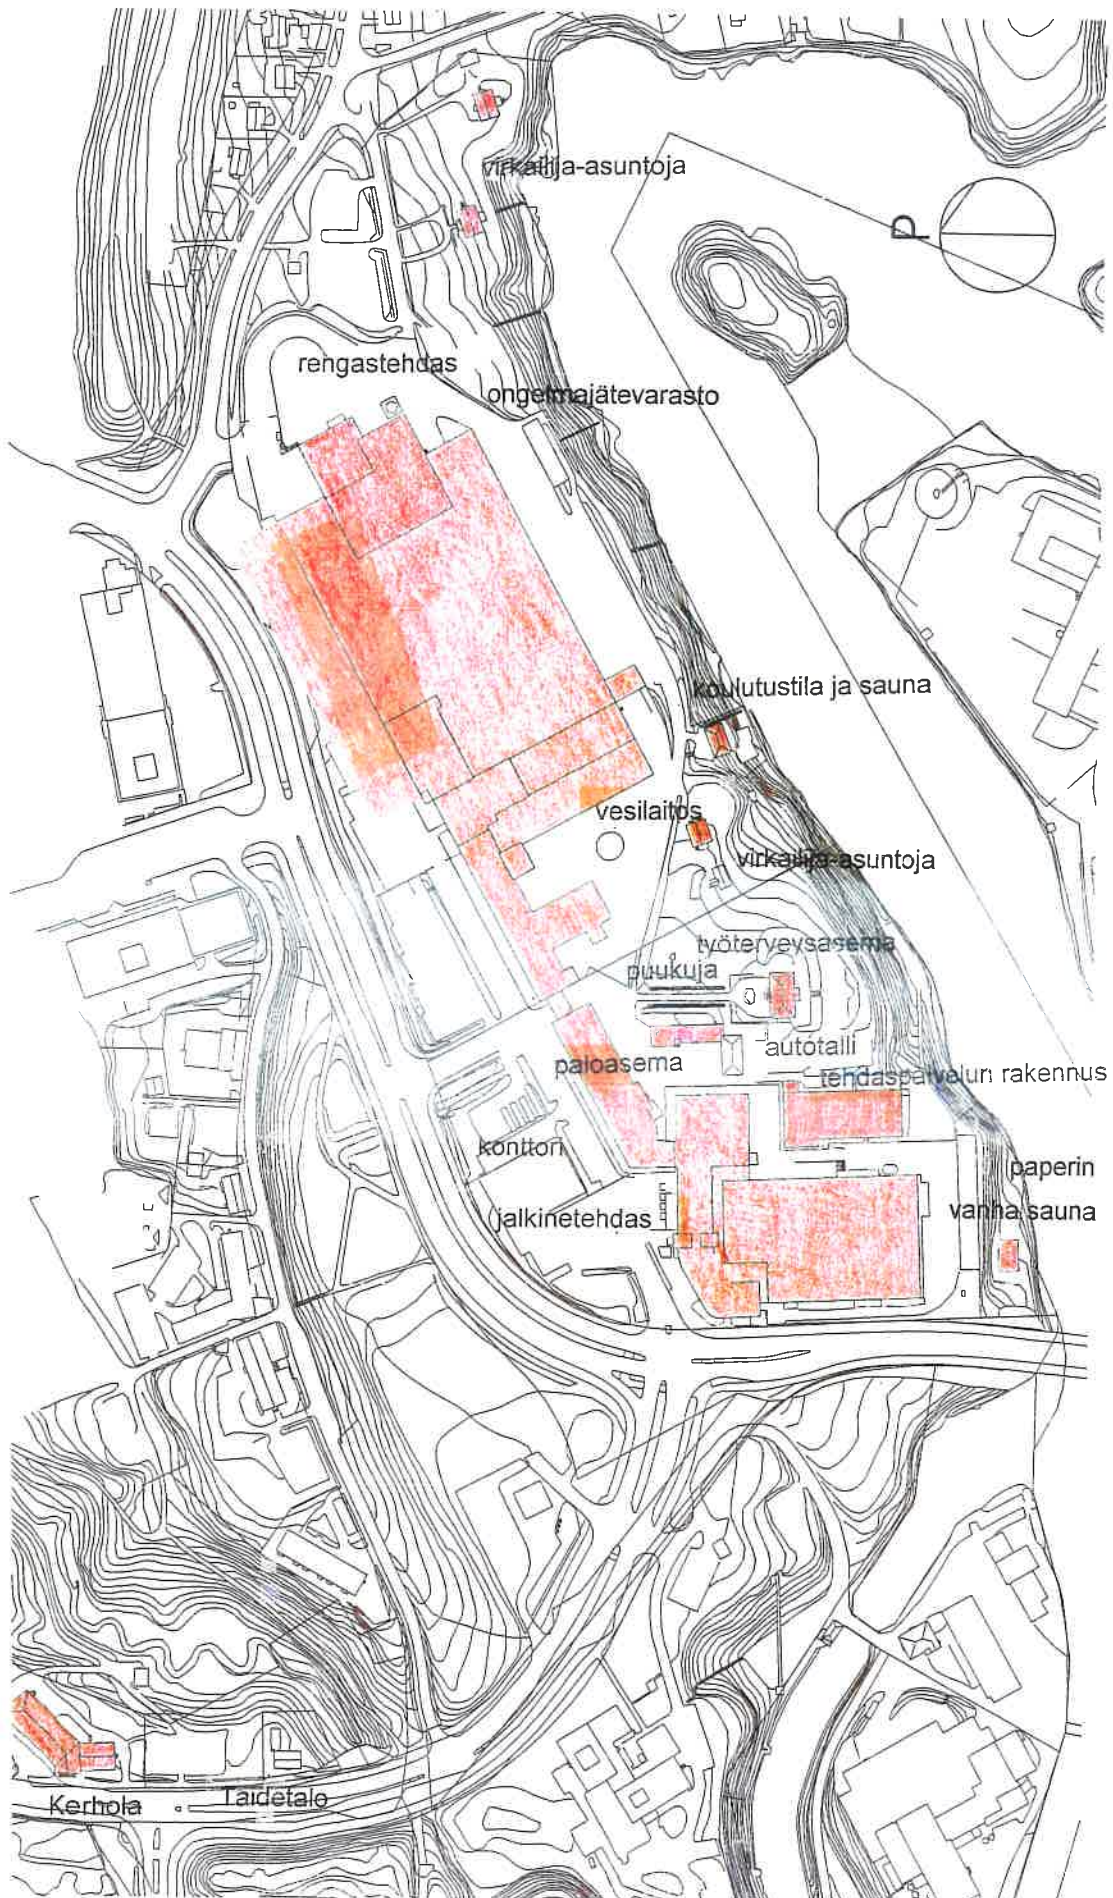 virkailija-asuntoja
P
rengastehdas
ongelmajätevarasto
koulutustila ja sauna
vesilaitos
virkailija-asuntoja
työterveysasema
puukuja
autotalli
paloasema
tehdaspalvelun rakennus
konttori
paperin
vanha sauna
jalkinetehdas
Kerhola
Taidetalo